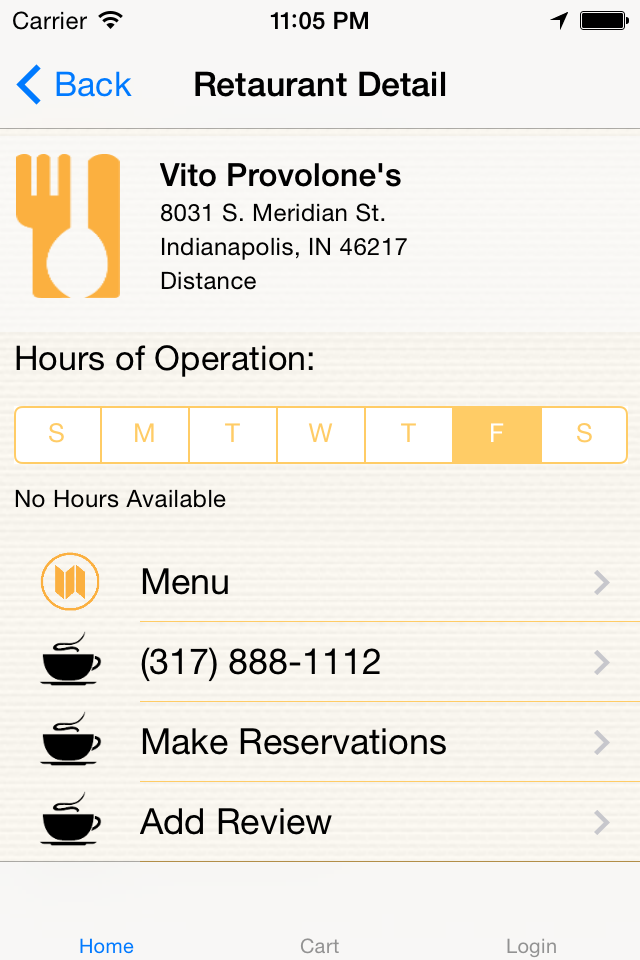 Carrier 11:05 PM
Back Retaurant Detail
Vito Provolone's
8031 S. Meridian St.
Indianapolis, IN 46217
Distance
Hours of Operation:
S M T W T F S
No Hours Available
Menu
(317) 888-1112
Make Reservations
Add Review
Home Cart Login